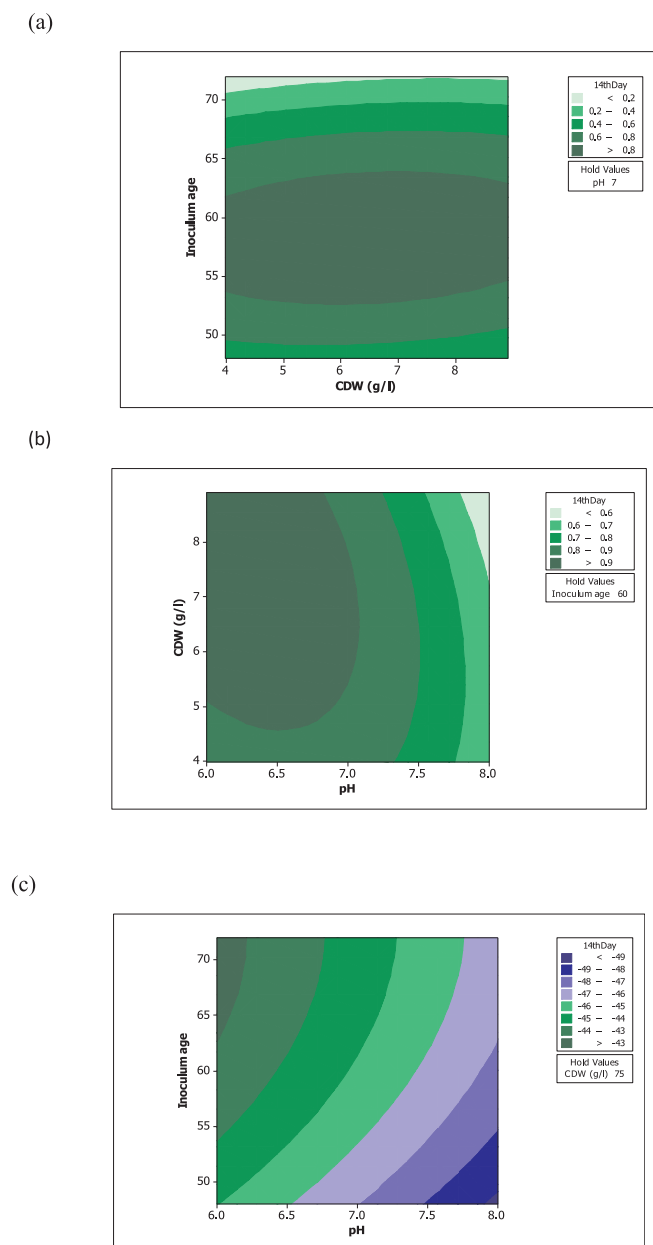 (a)
14thDay
< 0.2
0.2 – 0.4
0.4 – 0.6
0.6 – 0.8
> 0.8
Hold Values
pH 7
Inoculum age
70
65
60
55
50
4 5 6 7 8
CDW (g/l)
(b)
14thDay
< 0.6
0.6 – 0.7
0.7 – 0.8
0.8 – 0.9
> 0.9
Hold Values
Inoculum age 60
CDW (g/l)
8
7
6
5
4
6.0 6.5 7.0 7.5 8.0
pH
(c)
14thDay
< -49
-49 – -48
-48 – -47
-47 – -46
-46 – -45
-45 – -44
-44 – -43
> -43
Hold Values
CDW (g/l) 75
Inoculum age
70
65
60
55
50
6.0 6.5 7.0 7.5 8.0
pH